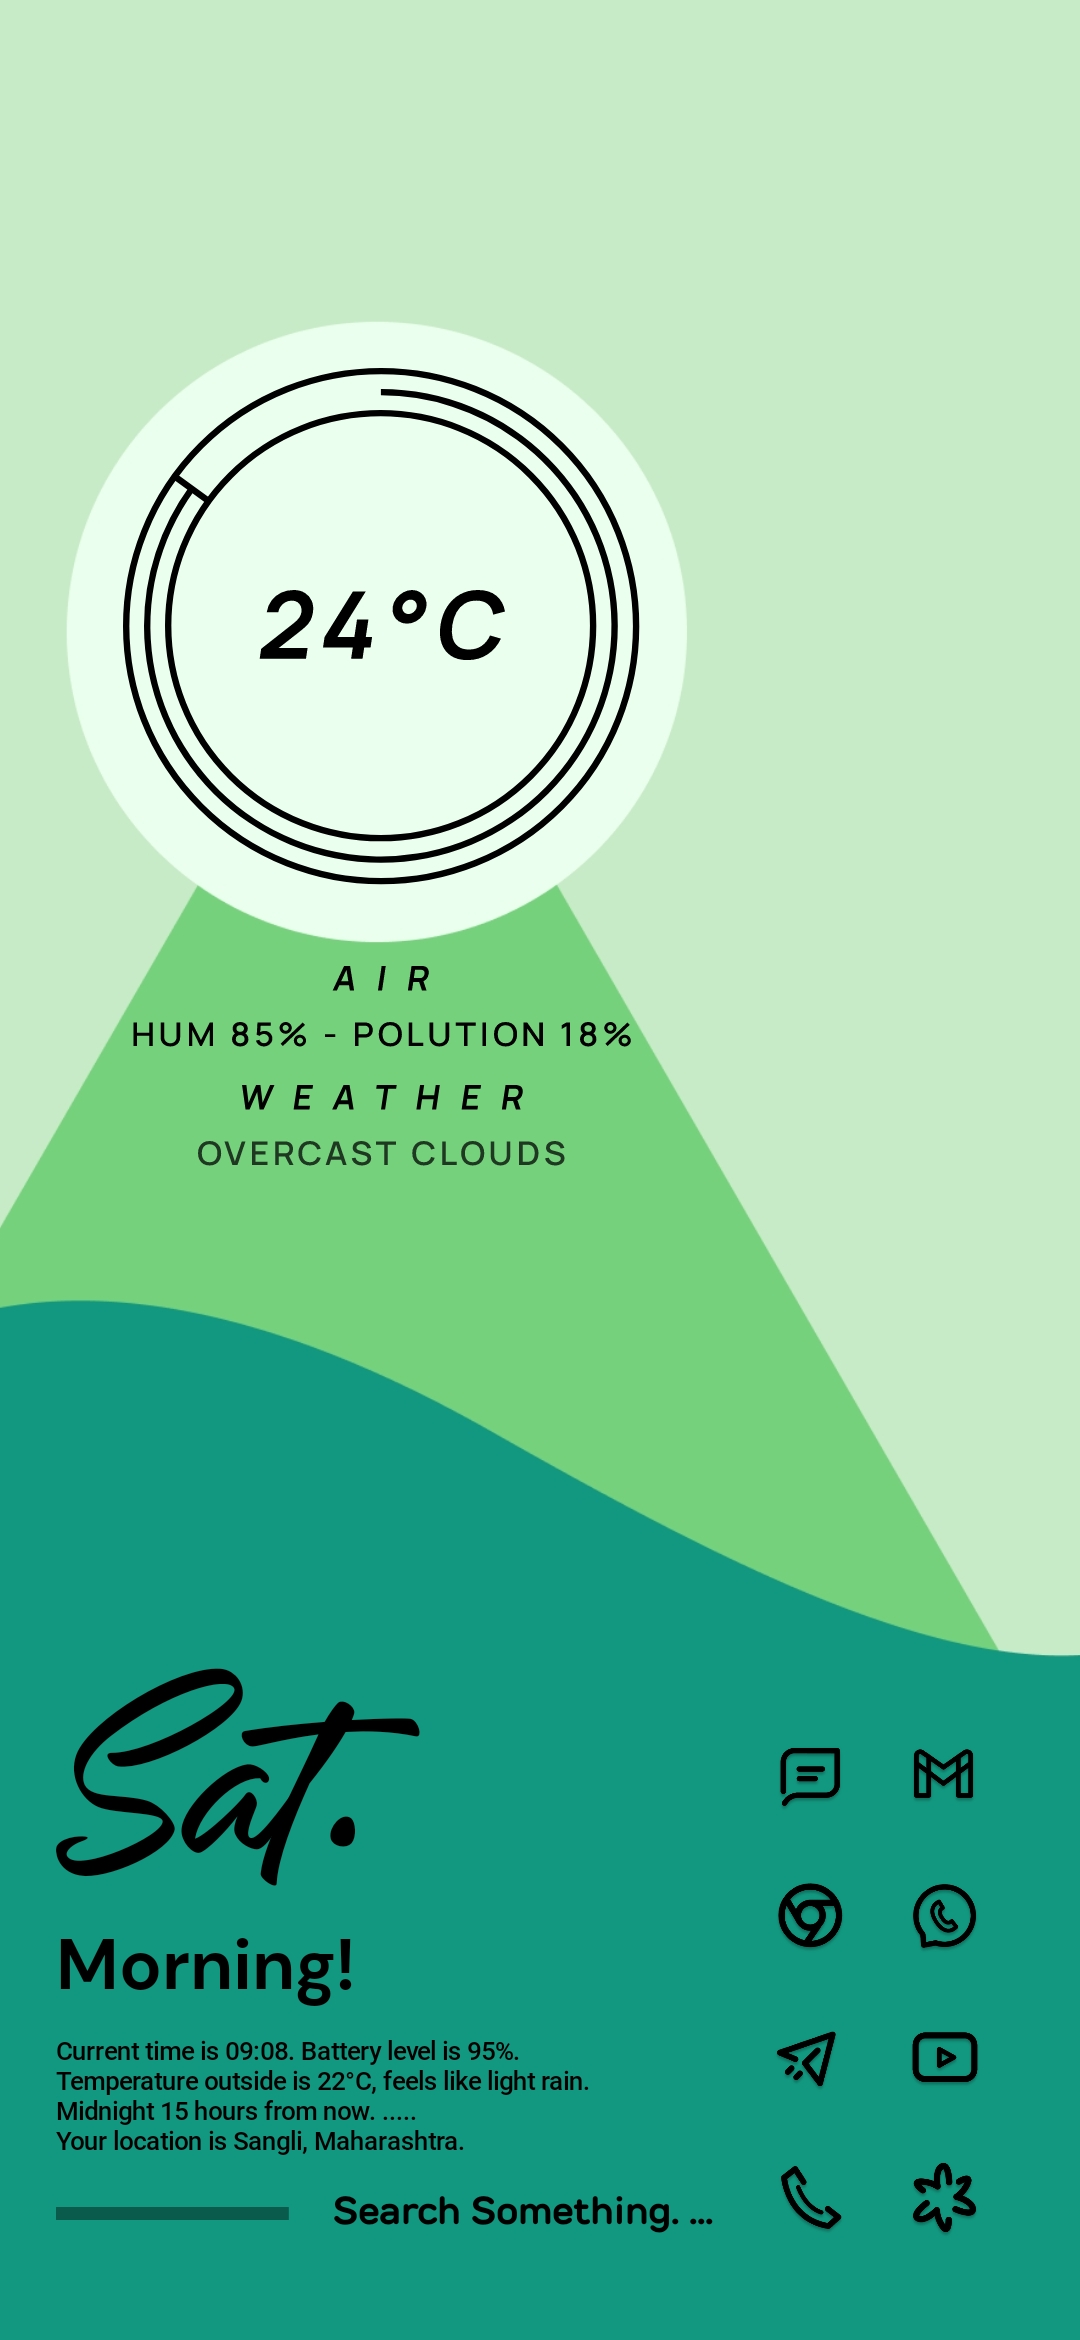 24°C
AIR
HUM 85% - POLUTION 18%
WEATHER
OVERCAST CLOUDS
Sat.
Morning!
Current time is 09:08. Battery level is 95%.
Temperature outside is 22°C, feels like light rain.
Midnight 15 hours from now. .....
Your location is Sangli, Maharashtra.
Search Something. ...